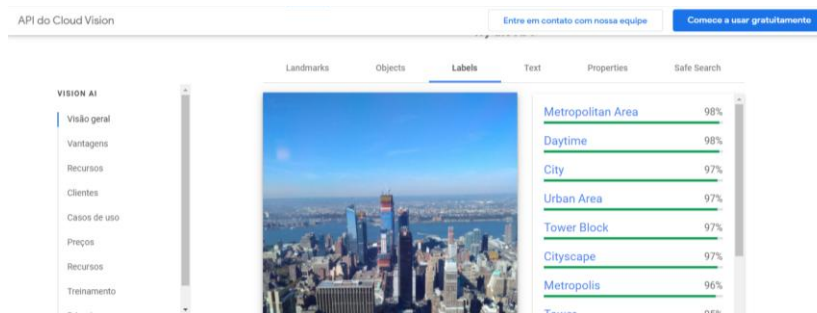 API do Cloud Vision
Entre em contato com nossa equipe
Comece a usar gratuitamente
Landmarks Objects Labels Text Properties Safe Search
VISION AI
Visão geral
Vantagens
Recursos
Clientes
Casos de uso
Preços
Recursos
Treinamento
Metropolitan Area 98%
Daytime 98%
City 97%
Urban Area 97%
Tower Block 97%
Cityscape 97%
Metropolis 96%
Tower 95%